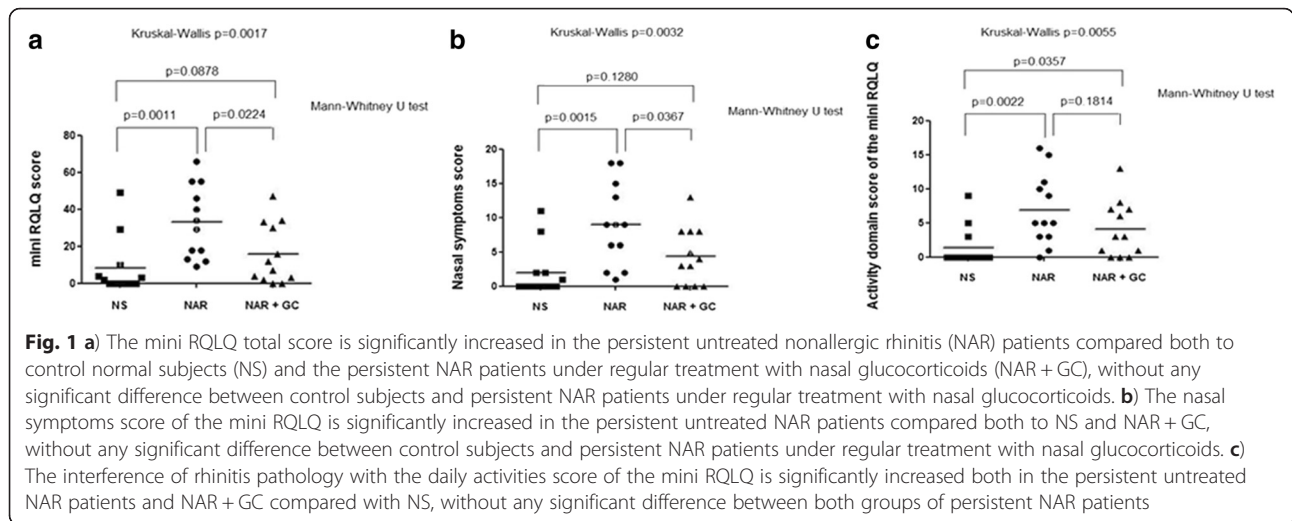 a
Kruskal-Wallis p=0.0017
p=0.0878
Mann-Whitney U test
p=0.0011
p=0.0224
mini RQLQ score
80
60
40
20
0
NS
NAR
NAR + GC
b
Kruskal-Wallis p=0.0032
p=0.1280
Mann-Whitney U test
p=0.0015
p=0.0367
Nasal symptoms score
20
15
10
5
0
NS
NAR
NAR + GC
c
Kruskal-Wallis p=0.0055
p=0.0357
Mann-Whitney U test
p=0.0022
p=0.1814
Activity domain score of the mini RQLQ
20
15
10
5
0
NS
NAR
NAR + GC
Fig. 1 a) The mini RQLQ total score is significantly increased in the persistent untreated nonallergic rhinitis (NAR) patients compared both to
control normal subjects (NS) and the persistent NAR patients under regular treatment with nasal glucocorticoids (NAR + GC), without any
significant difference between control subjects and persistent NAR patients under regular treatment with nasal glucocorticoids. b) The nasal
symptoms score of the mini RQLQ is significantly increased in the persistent untreated NAR patients compared both to NS and NAR + GC,
without any significant difference between control subjects and persistent NAR patients under regular treatment with nasal glucocorticoids. c)
The interference of rhinitis pathology with the daily activities score of the mini RQLQ is significantly increased both in the persistent untreated
NAR patients and NAR + GC compared with NS, without any significant difference between both groups of persistent NAR patients